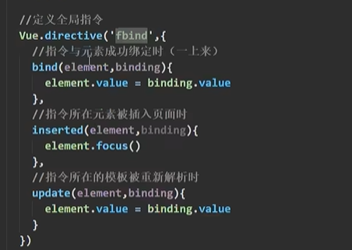 //定义全局指令
Vue.directive('fbind',{
//指令与元素成功绑定时（一上来）
bind(element,binding){
element.value = binding.value
},
//指令所在元素被插入页面时
inserted(element,binding){
element.focus()
},
//指令所在的模板被重新解析时
update(element,binding){
element.value = binding.value
}
})